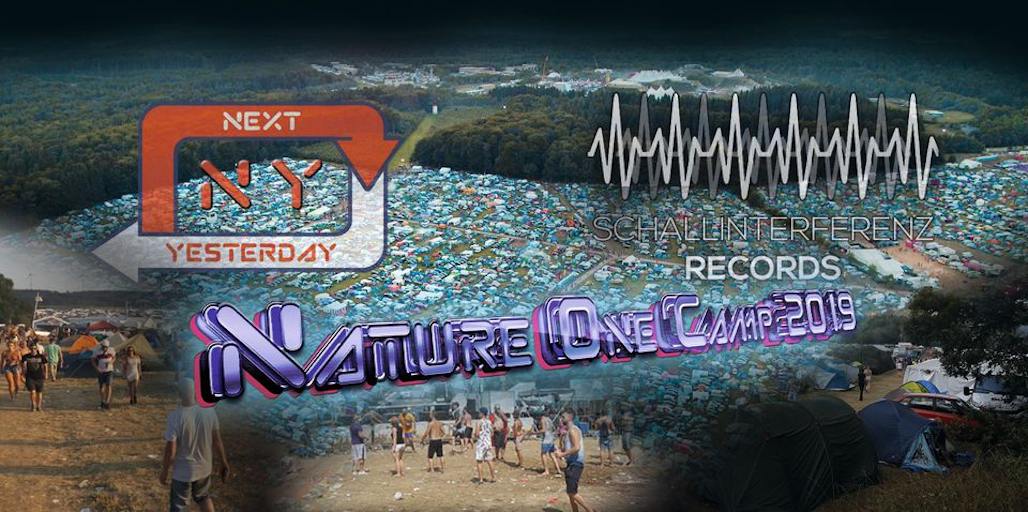 NEXT
NY
YESTERDAY
SCHALLINTERFERENZ
RECORDS
Nature One Camp 2019